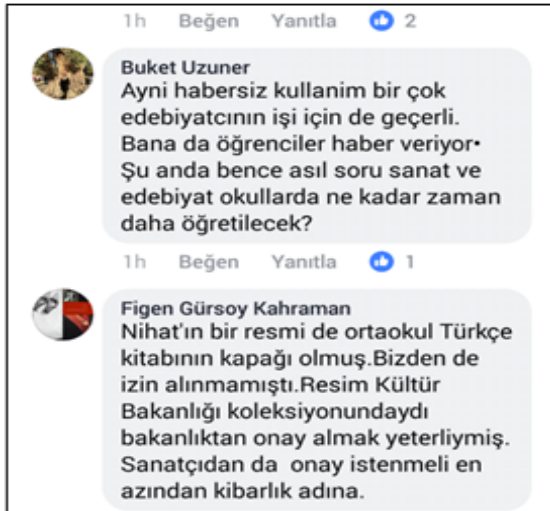 1h Beğen Yanıtla 2
Buket Uzuner
Ayni habersiz kullanim bir çok
edebiyatcının işi için de geçerli.
Bana da öğrenciler haber veriyor•
Şu anda bence asıl soru sanat ve
edebiyat okullarda ne kadar zaman
daha öğretilecek?
1h Beğen Yanıtla 1
Figen Gürsoy Kahraman
Nihat'ın bir resmi de ortaokul Türkçe
kitabının kapağı olmuş.Bizden de
izin alınmamıştı.Resim Kültür
Bakanlığı koleksiyonundaydı
bakanlıktan onay almak yeterliymiş.
Sanatçıdan da onay istenmeli en
azından kibarlık adına.